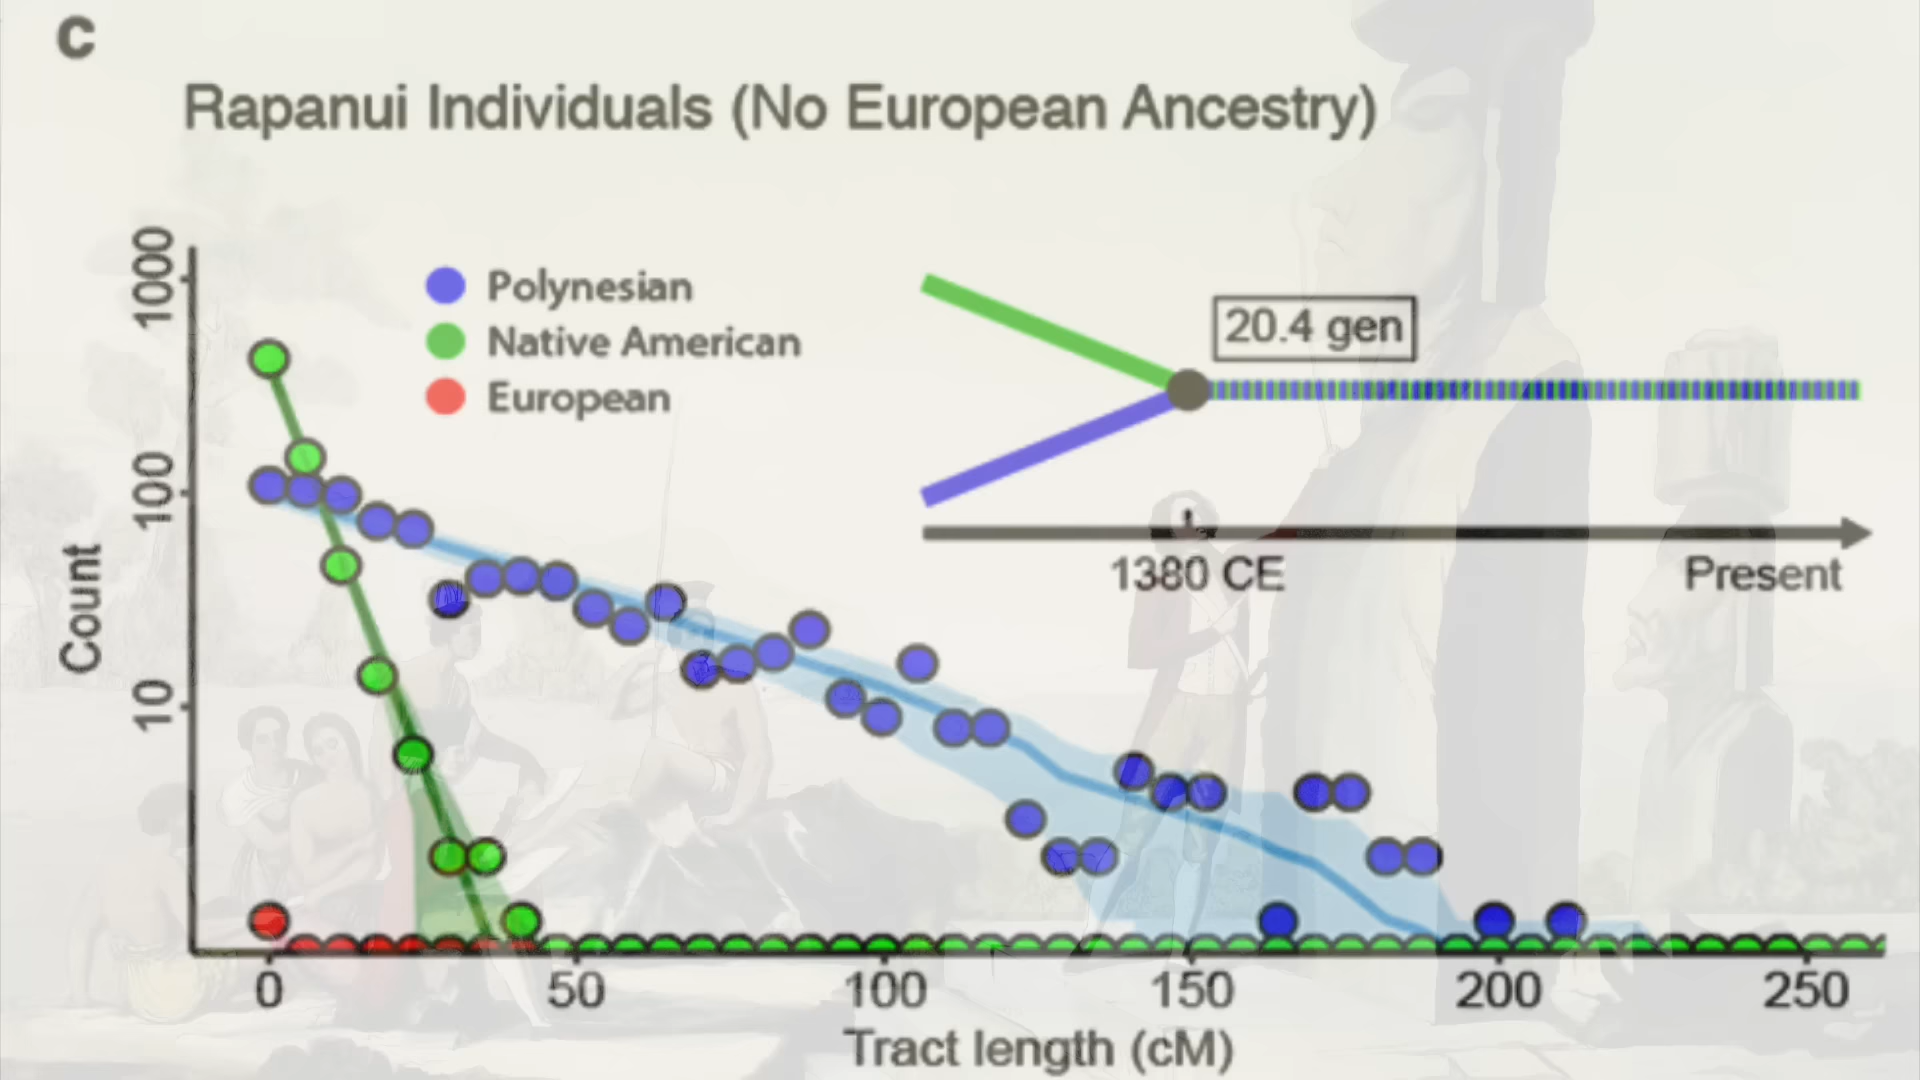 c
Rapanui Individuals (No European Ancestry)
Polynesian
Native American
European
20.4 gen
1380 CE
Present
Count
1000
100
10
0
50
100
150
200
250
Tract length (cM)